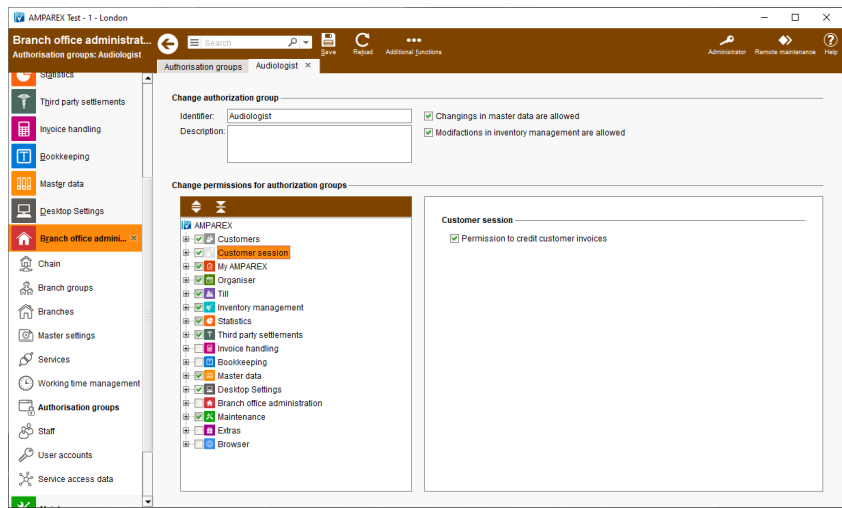 AMPAREX Test - 1 - London
Branch office administrat...
Authorisation groups: Audiologist
Search
Save
Reload
Additional functions
Administrator
Remote maintenance
Help
Authorisation groups
Audiologist
Statistics
Third party settlements
Invoice handling
Bookkeeping
Master data
Desktop Settings
Branch office admini...
Chain
Branch groups
Branches
Master settings
Services
Working time management
Authorisation groups
Staff
User accounts
Service access data
Change authorization group
Identifier: Audiologist
Description:
Changings in master data are allowed
Modifactions in inventory management are allowed
Change permissions for authorization groups
AMPAREX
Customers
Customer session
My AMPAREX
Organiser
Till
Inventory management
Statistics
Third party settlements
Invoice handling
Bookkeeping
Master data
Desktop Settings
Branch office administration
Maintenance
Extras
Browser
Customer session
Permission to credit customer invoices